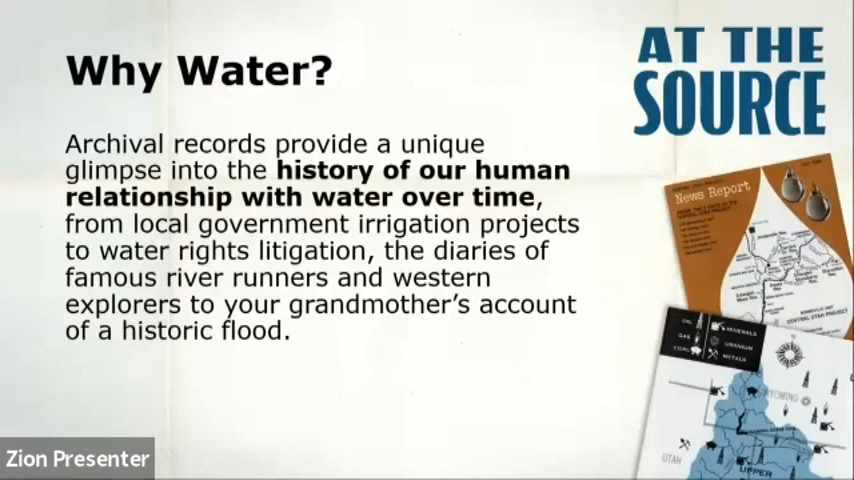 Why Water?
Archival records provide a unique
glimpse into the history of our human
relationship with water over time,
from local government irrigation projects
to water rights litigation, the diaries of
famous river runners and western
explorers to your grandmother’s account
of a historic flood.
AT THE
SOURCE
News Report
CENTRAL UTAH PROJECT
OIL
GAS
COAL
MINERALS
URANIUM
METALS
WYOMING
UTAH
UPPER
Zion Presenter